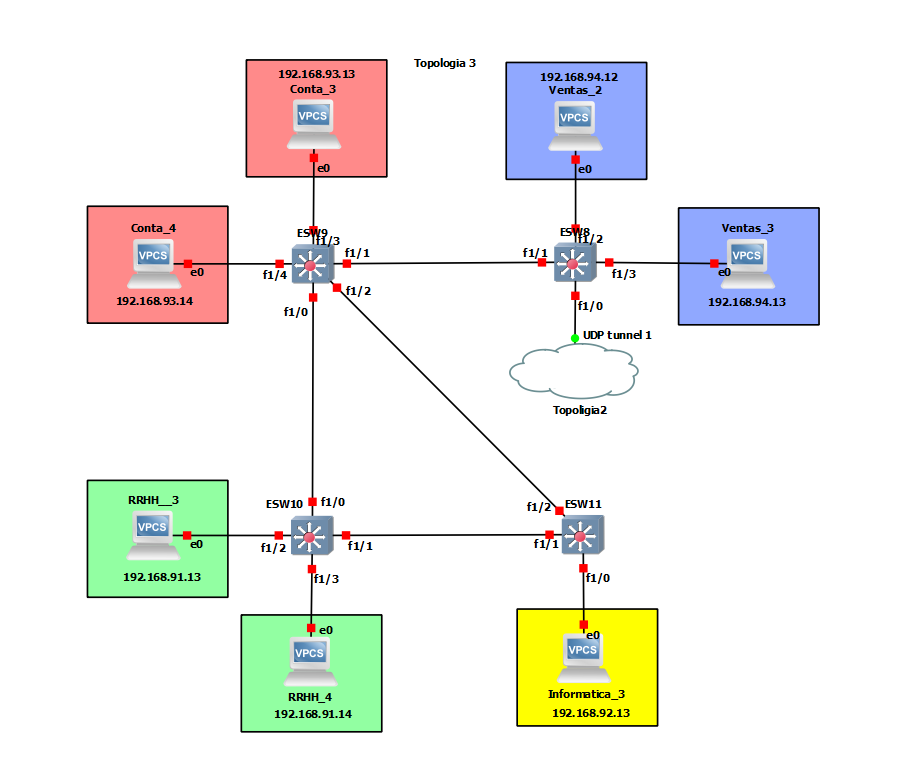 Topologia 3
192.168.93.13
Conta_3
VPCS
e0
192.168.94.12
Ventas_2
VPCS
e0
Conta_4
VPCS
e0
192.168.93.14
ESW9
f1/3
f1/1
f1/4
f1/2
f1/0
ESW8
f1/2
f1/1
f1/3
f1/0
Ventas_3
VPCS
e0
192.168.94.13
UDP tunnel 1
Topoligia2
RRHH__3
VPCS
e0
192.168.91.13
ESW10
f1/0
f1/2
f1/1
f1/3
ESW11
f1/2
f1/1
f1/0
e0
VPCS
RRHH_4
192.168.91.14
e0
VPCS
Informatica_3
192.168.92.13